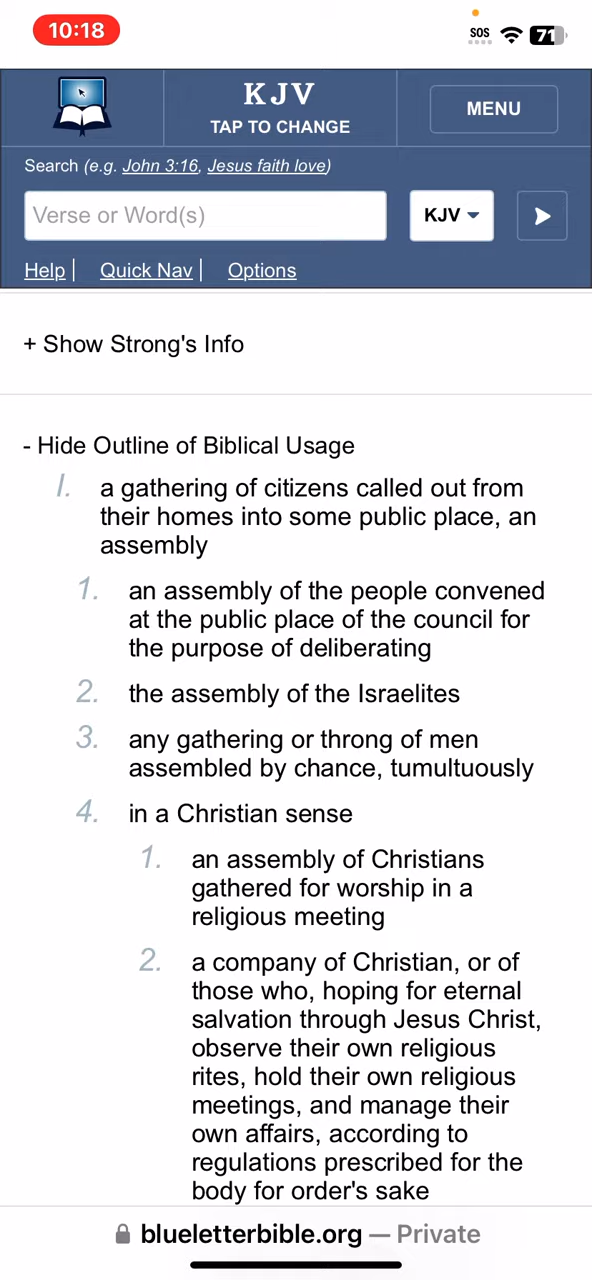 10:18
SOS
71
KJV
TAP TO CHANGE
MENU
Search (e.g. John 3:16, Jesus faith love)
Verse or Word(s)
KJV
Help | Quick Nav | Options
+ Show Strong's Info
- Hide Outline of Biblical Usage
I. a gathering of citizens called out from
their homes into some public place, an
assembly
1. an assembly of the people convened
at the public place of the council for
the purpose of deliberating
2. the assembly of the Israelites
3. any gathering or throng of men
assembled by chance, tumultuously
4. in a Christian sense
1. an assembly of Christians
gathered for worship in a
religious meeting
2. a company of Christian, or of
those who, hoping for eternal
salvation through Jesus Christ,
observe their own religious
rites, hold their own religious
meetings, and manage their
own affairs, according to
regulations prescribed for the
body for order's sake
blueletterbible.org — Private